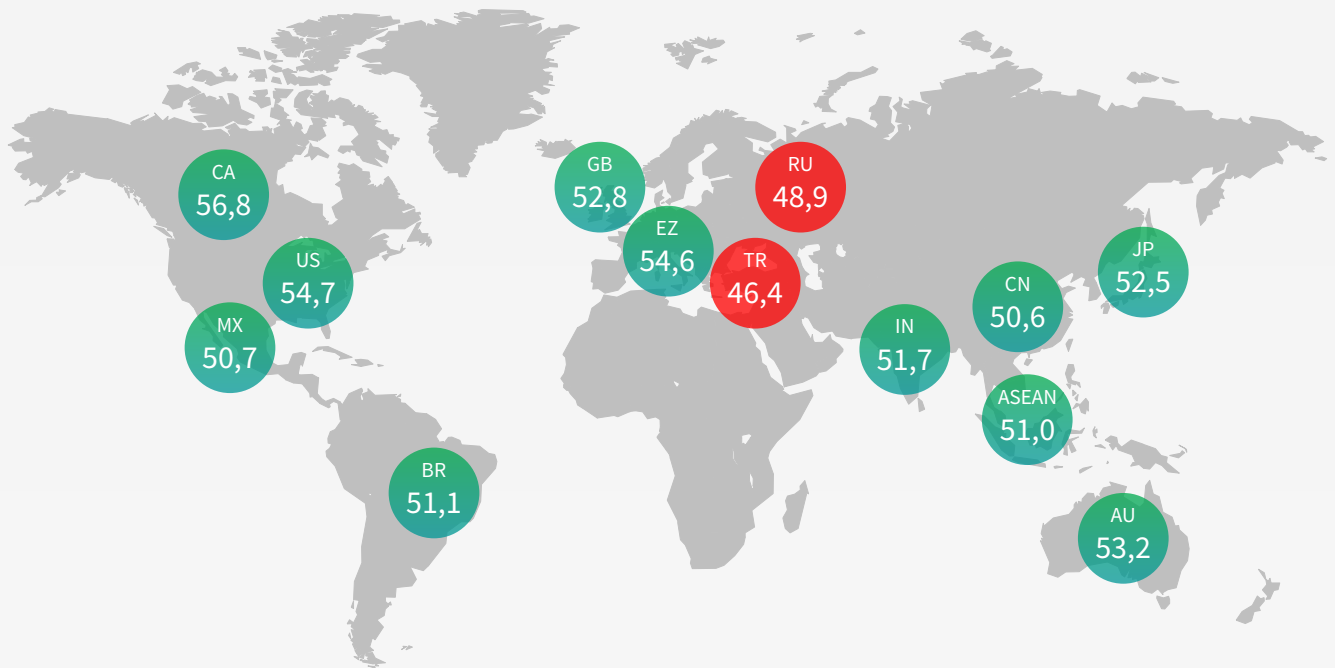 CA
56,8
GB
52,8
RU
48,9
EZ
54,6
US
54,7
TR
46,4
JP
52,5
CN
50,6
MX
50,7
IN
51,7
ASEAN
51,0
BR
51,1
AU
53,2